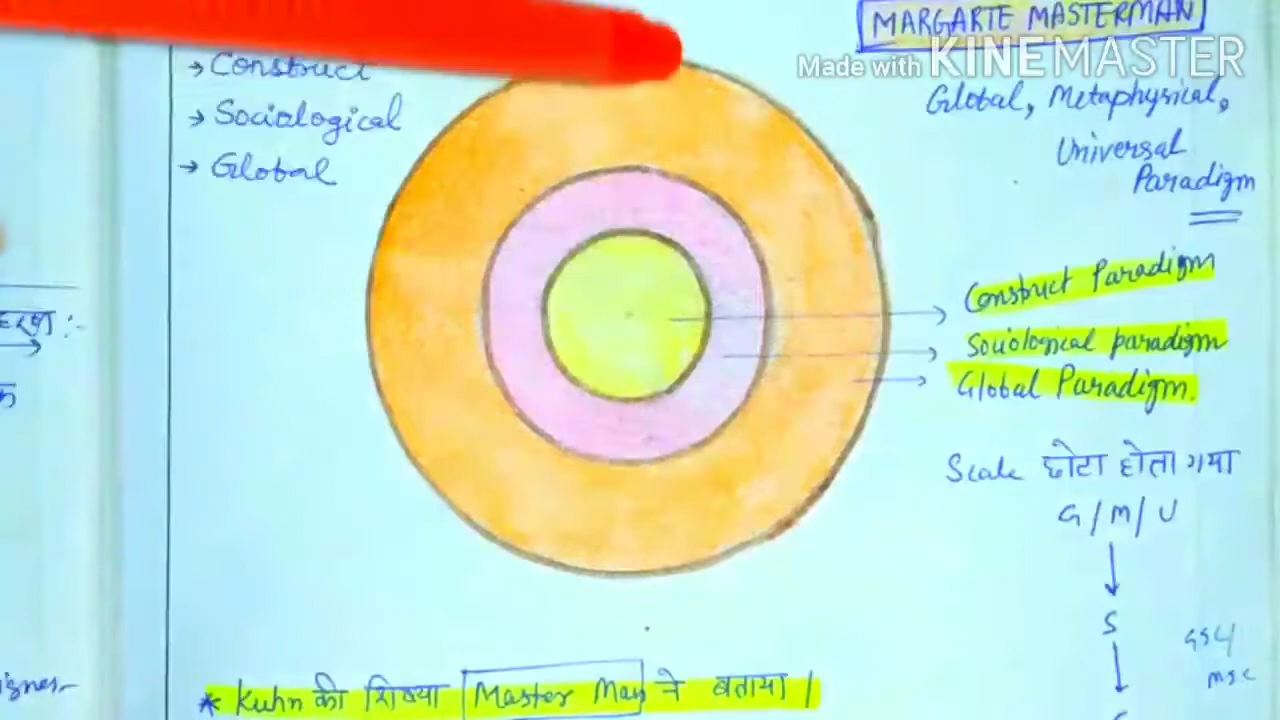 MARGARTE MASTERMAN
Made with KINEMASTER
→ Construct
→ Sociological
→ Global
Global, Metaphysical,
Universal
Paradigm
Construct Paradigm
Sociological paradigm
Global Paradigm.
Scale छोटा होता गया
G/M/U
↓
S
↓
* Kuhn की शिष्या Master Man ने बताया।